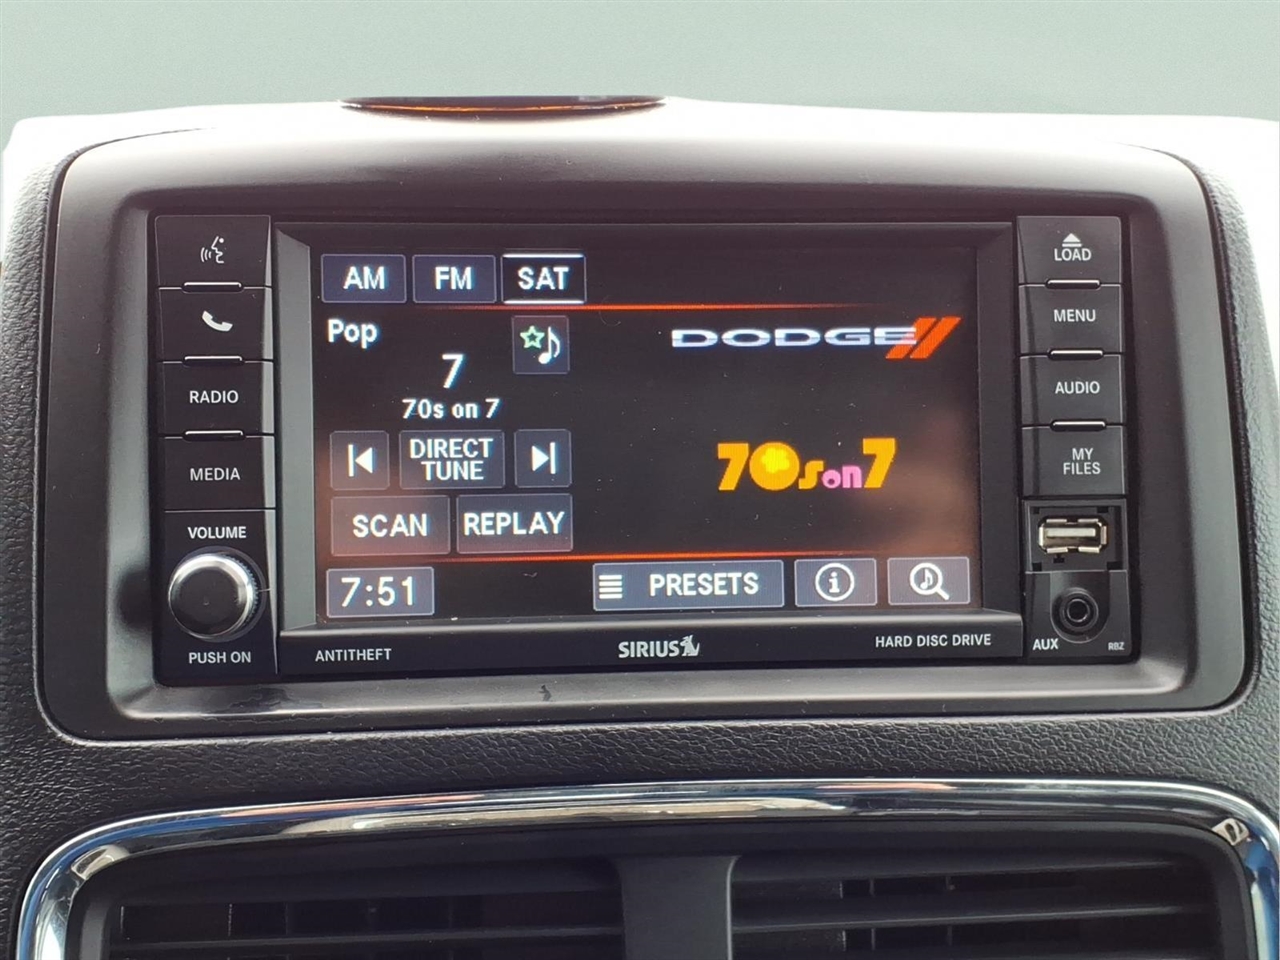 AM FM SAT
Pop
7
70s on 7
DIRECT
TUNE
SCAN REPLAY
7:51
PRESETS
DODGE
70s on 7
RADIO
MEDIA
VOLUME
PUSH ON
ANTITHEFT
SIRIUS
HARD DISC DRIVE
LOAD
MENU
AUDIO
MY
FILES
AUX
RBZ